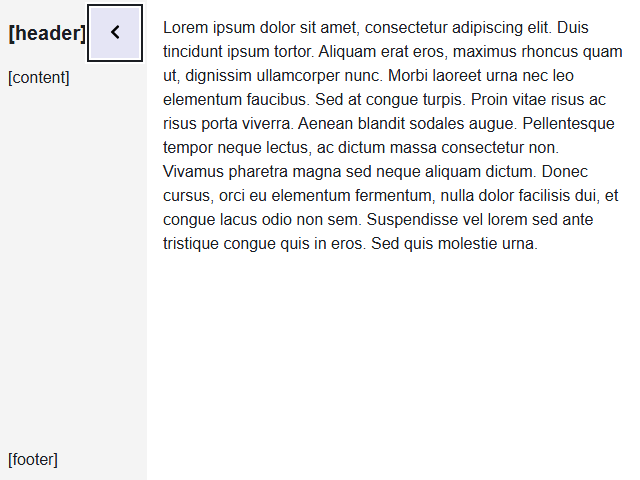 [header]
[content]
[footer]
Lorem ipsum dolor sit amet, consectetur adipiscing elit. Duis
tincidunt ipsum tortor. Aliquam erat eros, maximus rhoncus quam
ut, dignissim ullamcorper nunc. Morbi laoreet urna nec leo
elementum faucibus. Sed at congue turpis. Proin vitae risus ac
risus porta viverra. Aenean blandit sodales augue. Pellentesque
tempor neque lectus, ac dictum massa consectetur non.
Vivamus pharetra magna sed neque aliquam dictum. Donec
cursus, orci eu elementum fermentum, nulla dolor facilisis dui, et
congue lacus odio non sem. Suspendisse vel lorem sed ante
tristique congue quis in eros. Sed quis molestie urna.